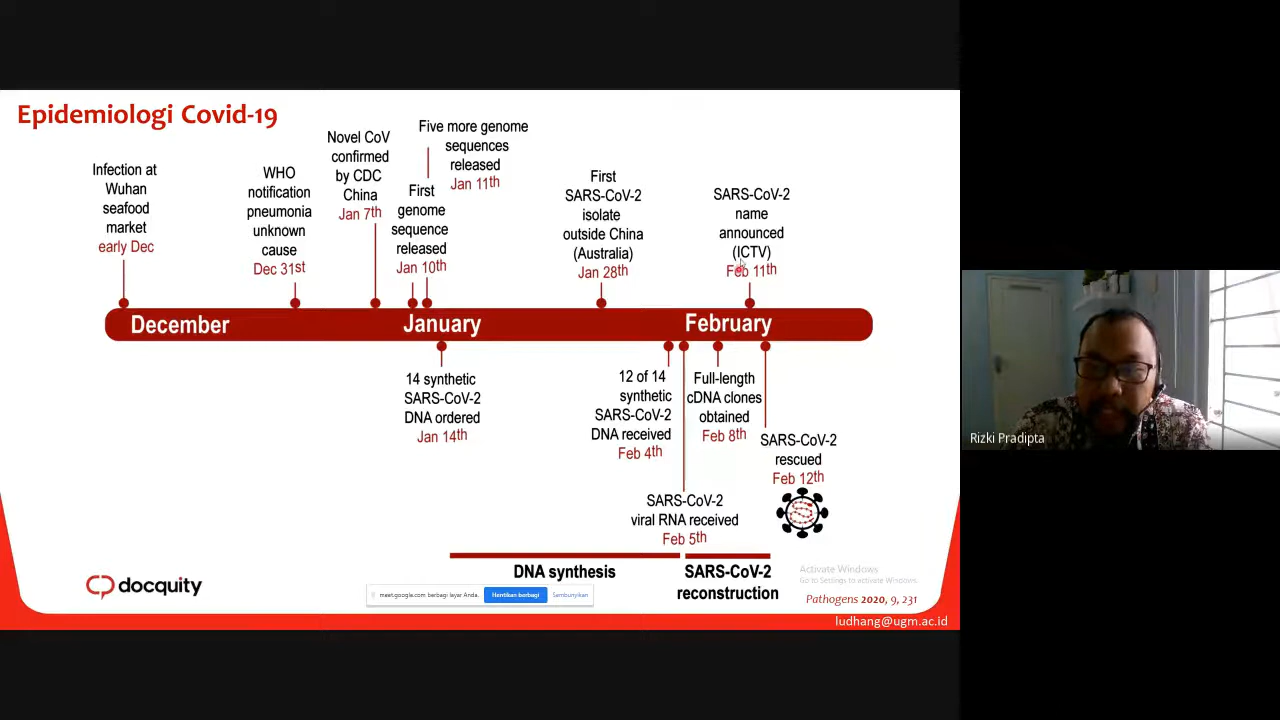 Epidemiologi Covid-19
Infection at
Wuhan
seafood
market
early Dec
WHO
notification
pneumonia
unknown
cause
Dec 31st
Novel CoV
confirmed
by CDC
China
Jan 7th
First
genome
sequence
released
Jan 10th
Five more genome
sequences
released
Jan 11th
First
SARS-CoV-2
isolate
outside China
(Australia)
Jan 28th
SARS-CoV-2
name
announced
(ICTV)
Feb 11th
December
January
February
14 synthetic
SARS-CoV-2
DNA ordered
Jan 14th
12 of 14
synthetic
SARS-CoV-2
DNA received
Feb 4th
SARS-CoV-2
viral RNA received
Feb 5th
Full-length
cDNA clones
obtained
Feb 8th
SARS-CoV-2
rescued
Feb 12th
DNA synthesis
SARS-CoV-2
reconstruction
docquity
meet.google.com berbagi layar Anda.
Hentikan berbagi
Sembunyikan
Activate Windows
Go to Settings to activate Windows.
Pathogens 2020, 9, 231
ludhang@ugm.ac.id
Rizki Pradipta